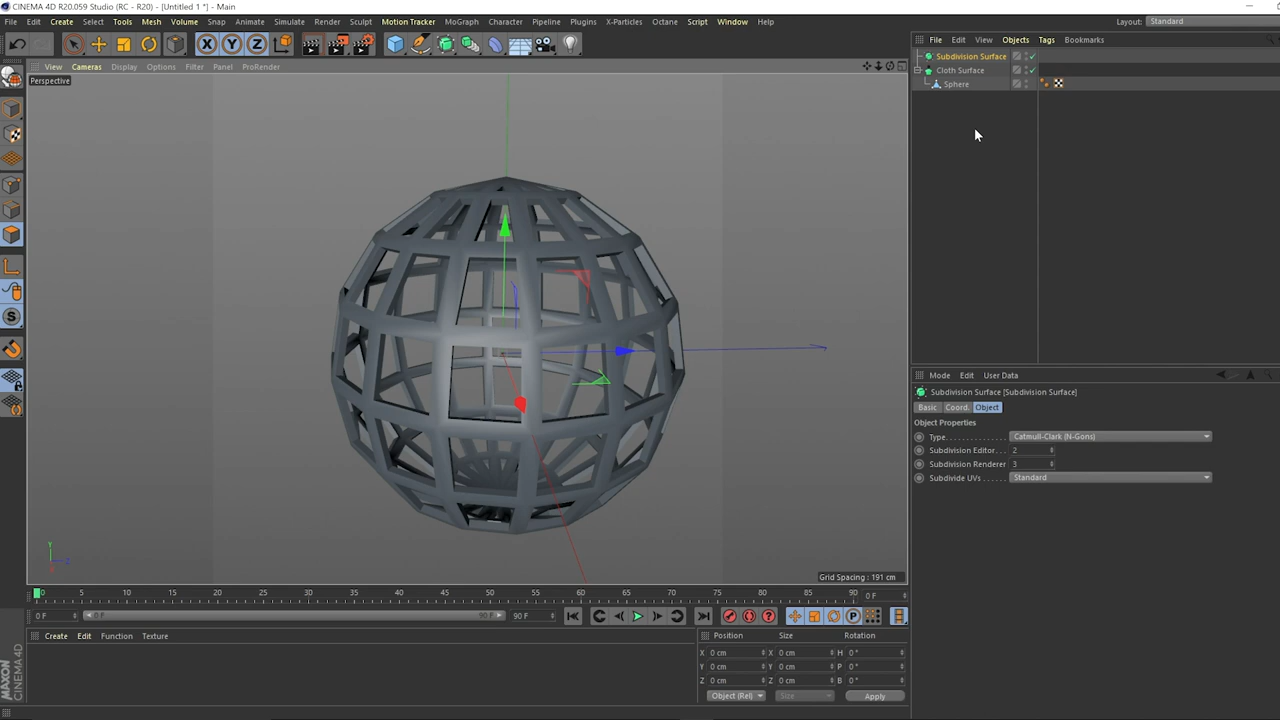 CINEMA 4D R20.059 Studio (RC - R20) - [Untitled 1 *] - Main
File Edit Create Select Tools Mesh Volume Snap Animate Simulate Render Sculpt Motion Tracker MoGraph Character Pipeline Plugins X-Particles Octane Script Window Help Layout: Standard
X Y Z
File Edit View Objects Tags Bookmarks
View Cameras Display Options Filter Panel ProRender
Perspective
Subdivision Surface
Cloth Surface
Sphere
Y
Z
X
Grid Spacing : 191 cm
Mode Edit User Data
Subdivision Surface [Subdivision Surface]
Basic Coord. Object
Object Properties
Type Catmull-Clark (N-Gons)
Subdivision Editor 2
Subdivision Renderer 3
Subdivide UVs Standard
0 5 10 15 20 25 30 35 40 45 50 55 60 65 70 75 80 85 90 0 F
0 F 0 F 90 F 90 F
P
Create Edit Function Texture
Position Size Rotation
X 0 cm X 0 cm H 0 °
Y 0 cm Y 0 cm P 0 °
Z 0 cm Z 0 cm B 0 °
Object (Rel) Size Apply
MAXON CINEMA 4D